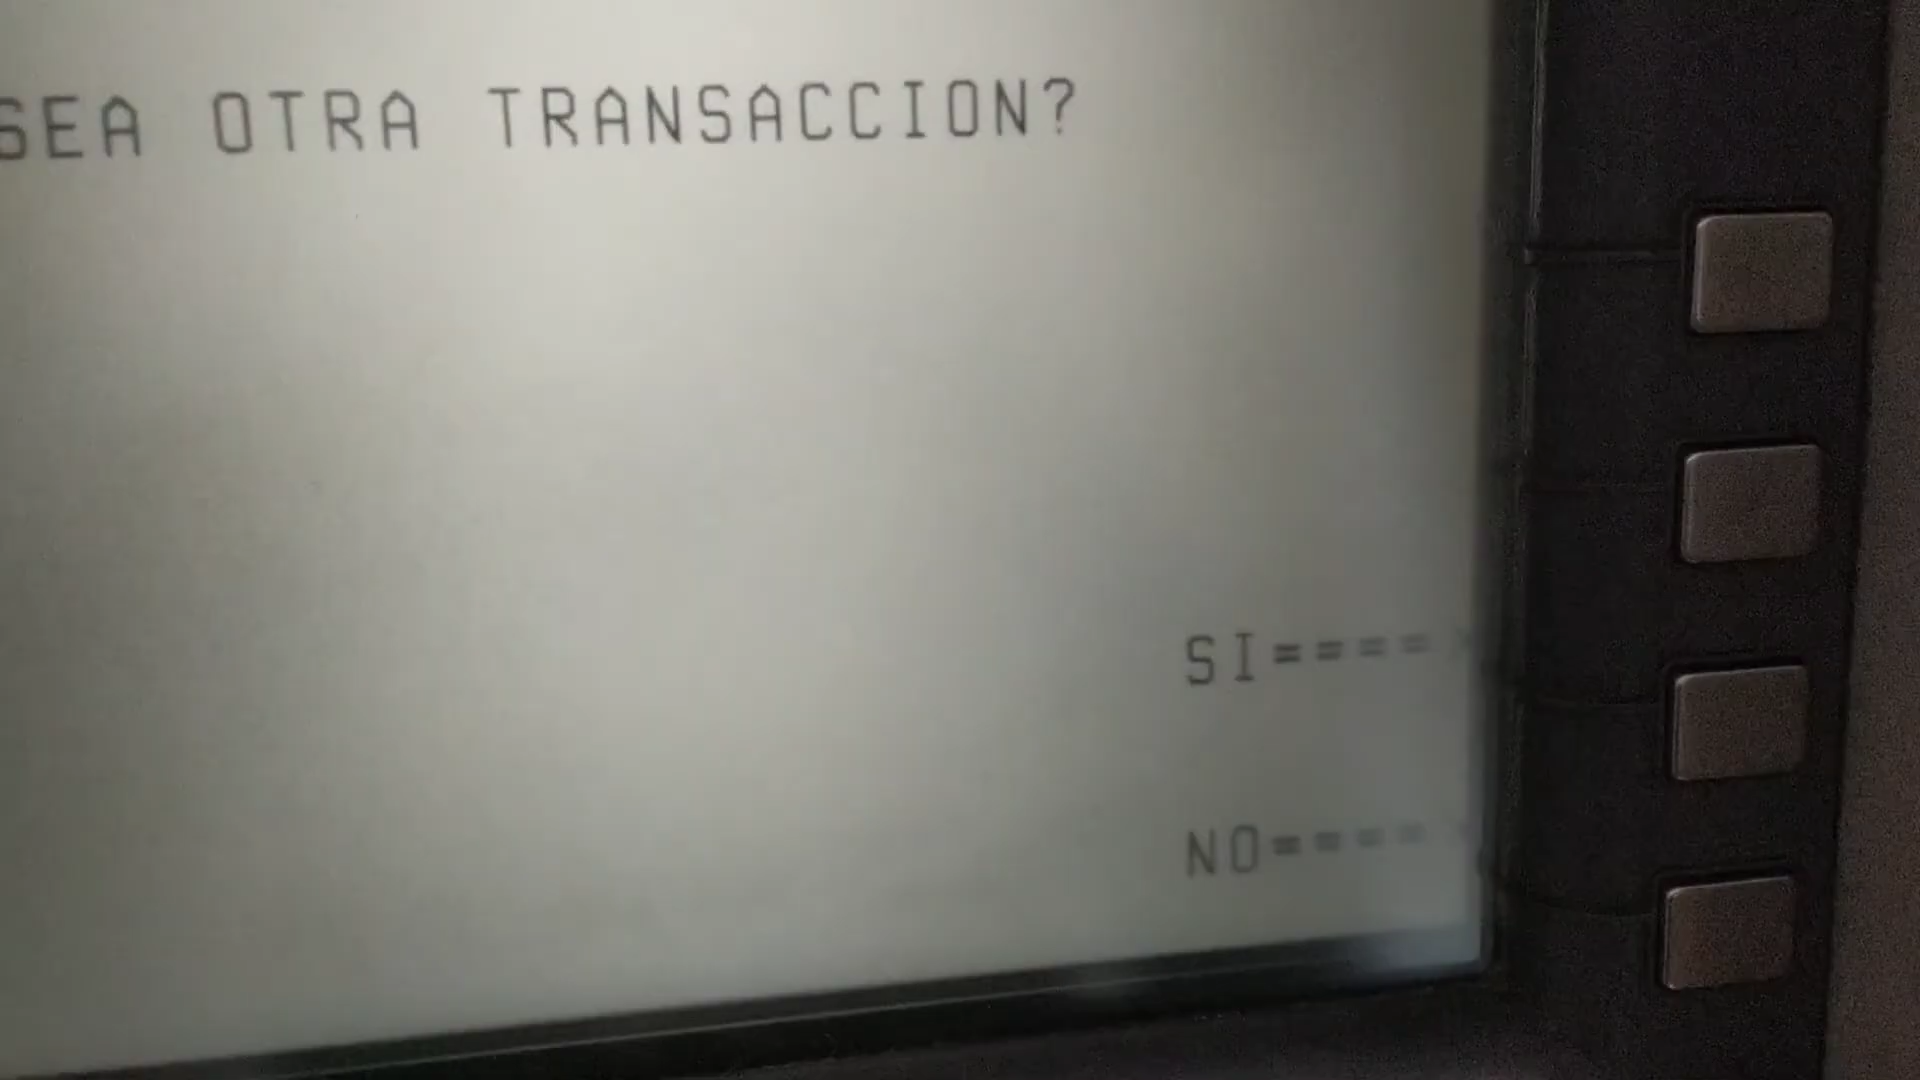 SEA OTRA TRANSACCION?
SI====>
NO====